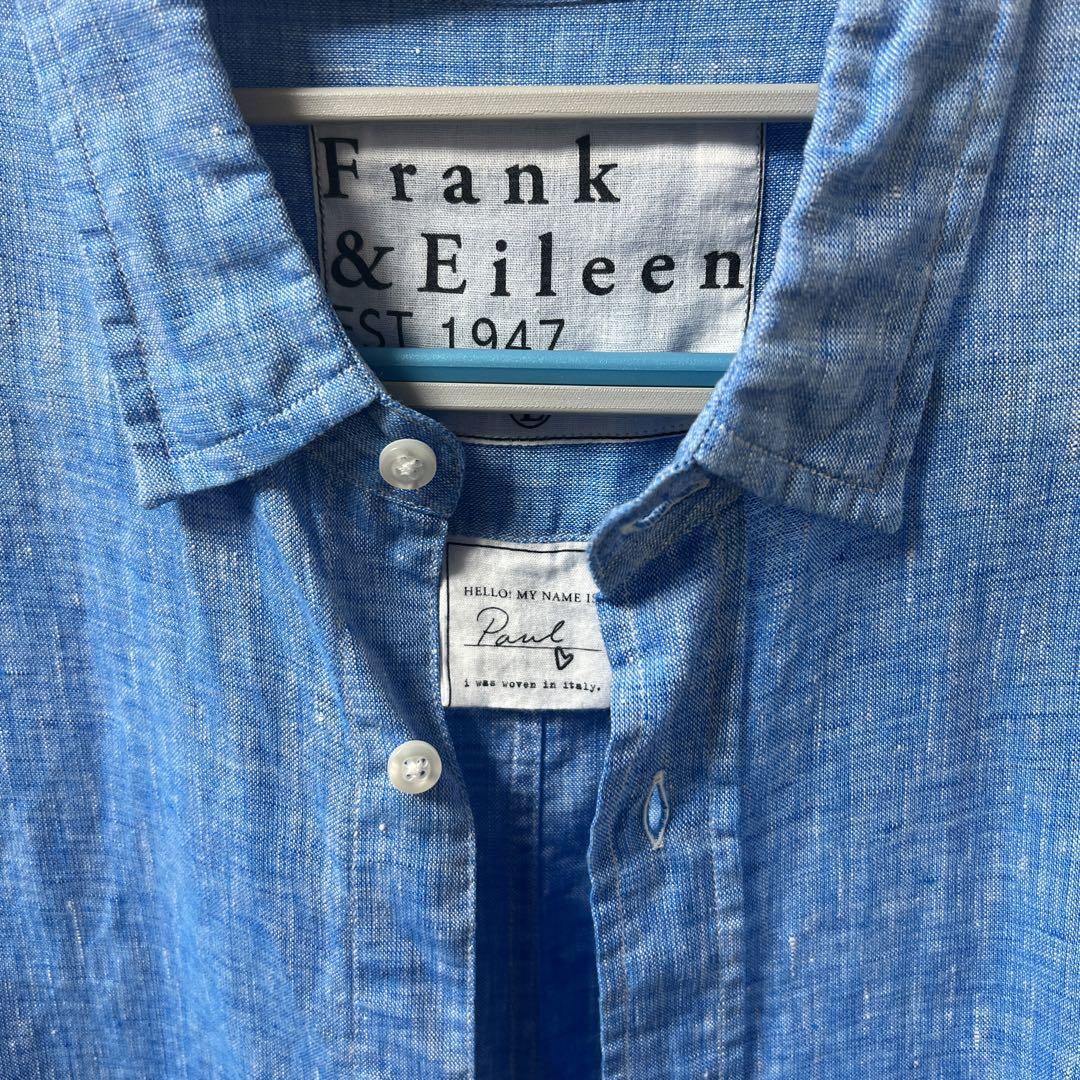 Frank
& Eileen
EST 1947
HELLO! MY NAME IS
Paul
i was woven in italy.